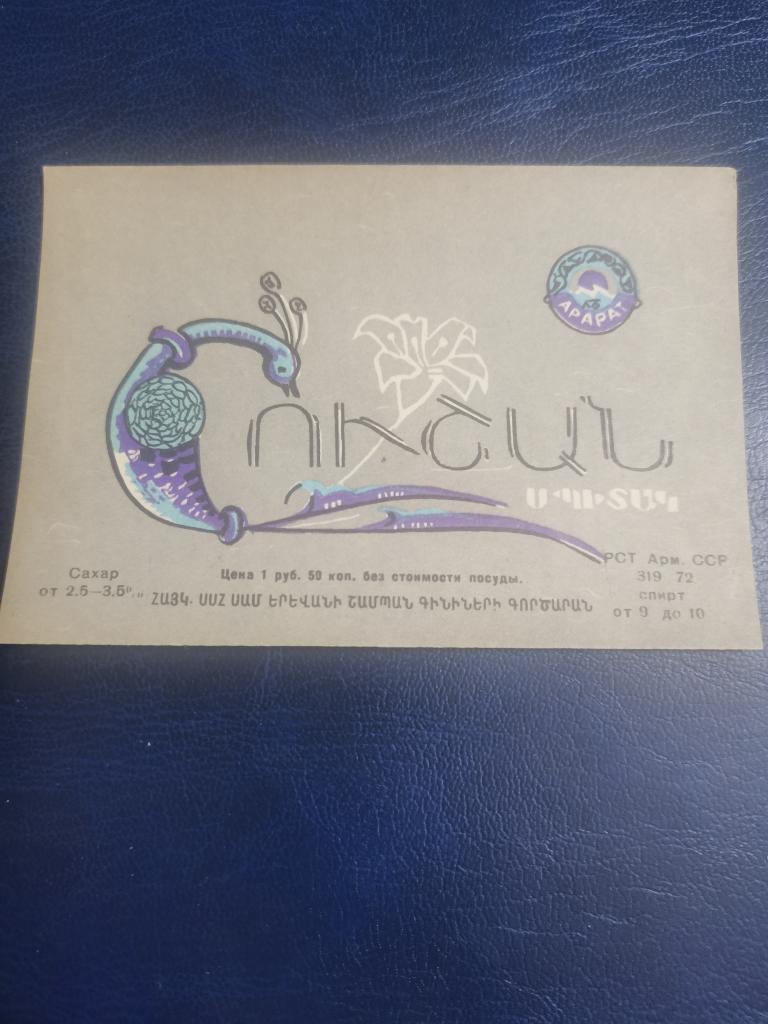 АРАРАТ
ՇՈՒՇԱՆ
ՍՊԻՏԱԿ
Сахар
от 2.5—3.5%
Цена 1 руб. 50 коп. без стоимости посуды.
ՀԱՅԿ. ՍՍՀ ՍԱՄ ԵՐԵՎԱՆԻ ՇԱՄՊԱՆ ԳԻՆԻՆԵՐԻ ԳՈՐԾԱՐԱՆ
РСТ Арм. ССР
319 72
спирт
от 9 до 10